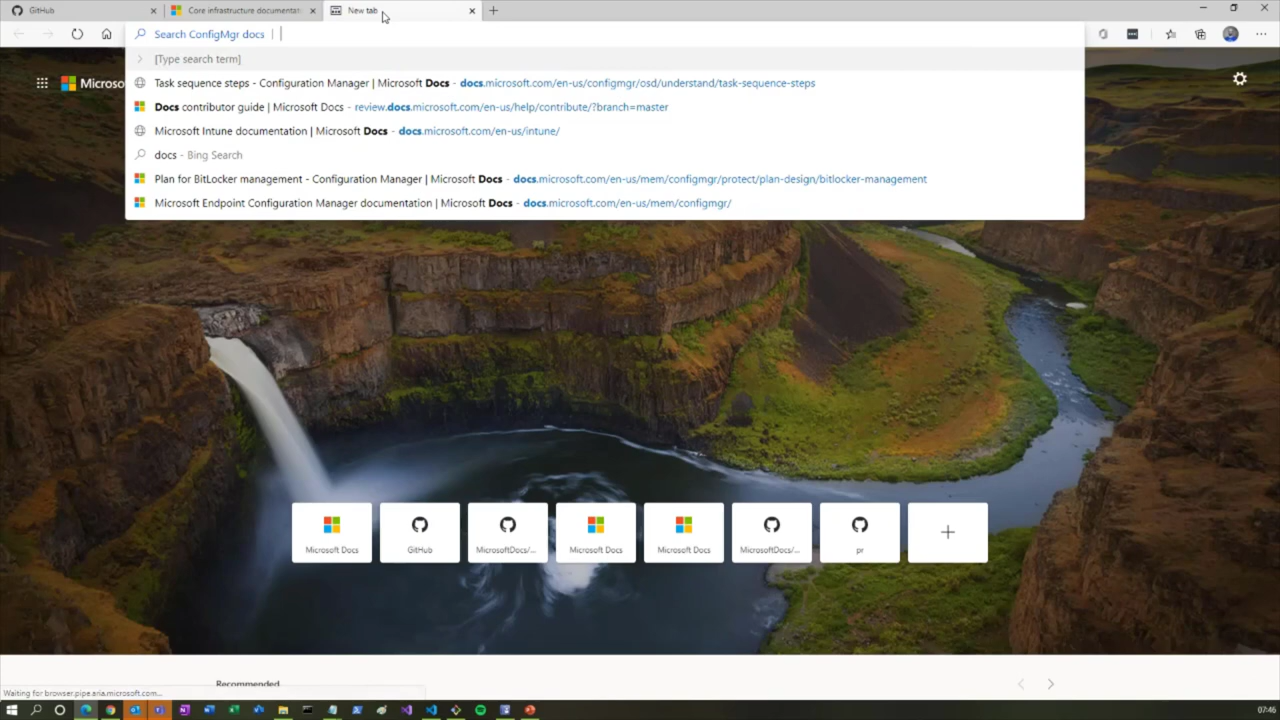 GitHub
Core infrastructure documentat
New tab
Search ConfigMgr docs
[Type search term]
Task sequence steps - Configuration Manager | Microsoft Docs - docs.microsoft.com/en-us/configmgr/osd/understand/task-sequence-steps
Docs contributor guide | Microsoft Docs - review.docs.microsoft.com/en-us/help/contribute/?branch=master
Microsoft Intune documentation | Microsoft Docs - docs.microsoft.com/en-us/intune/
docs - Bing Search
Plan for BitLocker management - Configuration Manager | Microsoft Docs - docs.microsoft.com/en-us/mem/configmgr/protect/plan-design/bitlocker-management
Microsoft Endpoint Configuration Manager documentation | Microsoft Docs - docs.microsoft.com/en-us/mem/configmgr/
Microso
Microsoft Docs
GitHub
MicrosoftDocs/...
Microsoft Docs
Microsoft Docs
MicrosoftDocs/...
pr
Recommended
Waiting for browser.pipe.aria.microsoft.com...
07:46